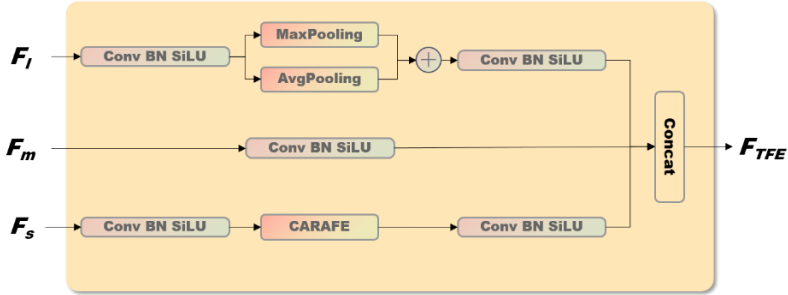 F_l
Conv BN SiLU
MaxPooling
AvgPooling
+
Conv BN SiLU
F_m
Conv BN SiLU
Concat
F_TFE
F_s
Conv BN SiLU
CARAFE
Conv BN SiLU